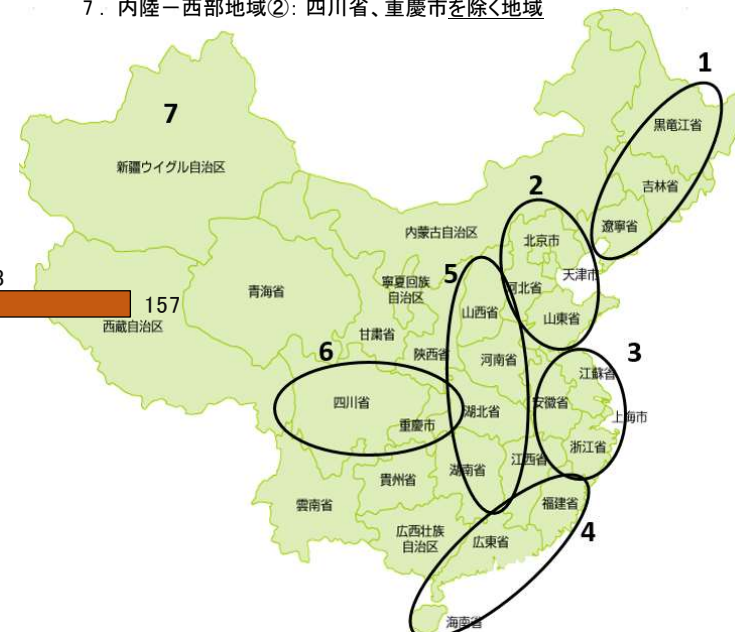 7. 内陸－西部地域②: 四川省、重慶市を除く地域
1
黒竜江省
7
新疆ウイグル自治区
吉林省
2
遼寧省
内蒙古自治区
北京市
5
天津市
寧夏回族
自治区
河北省
青海省
157
西蔵自治区
山西省
山東省
甘粛省
6
陝西省
河南省
3
江蘇省
四川省
安徽省
湖北省
上海市
重慶市
浙江省
江西省
湖南省
貴州省
雲南省
福建省
4
広西壮族
自治区
広東省
海南省